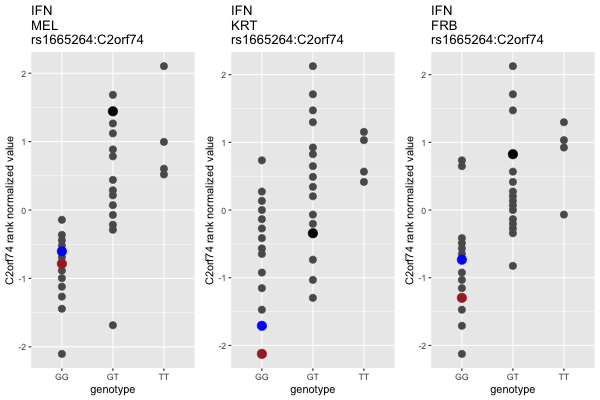 IFN
MEL
rs1665264:C2orf74
C2orf74 rank normalized value
2
1
0
-1
-2
GG GT TT
genotype
IFN
KRT
rs1665264:C2orf74
C2orf74 rank normalized value
2
1
0
-1
-2
GG GT TT
genotype
IFN
FRB
rs1665264:C2orf74
C2orf74 rank normalized value
2
1
0
-1
-2
GG GT TT
genotype